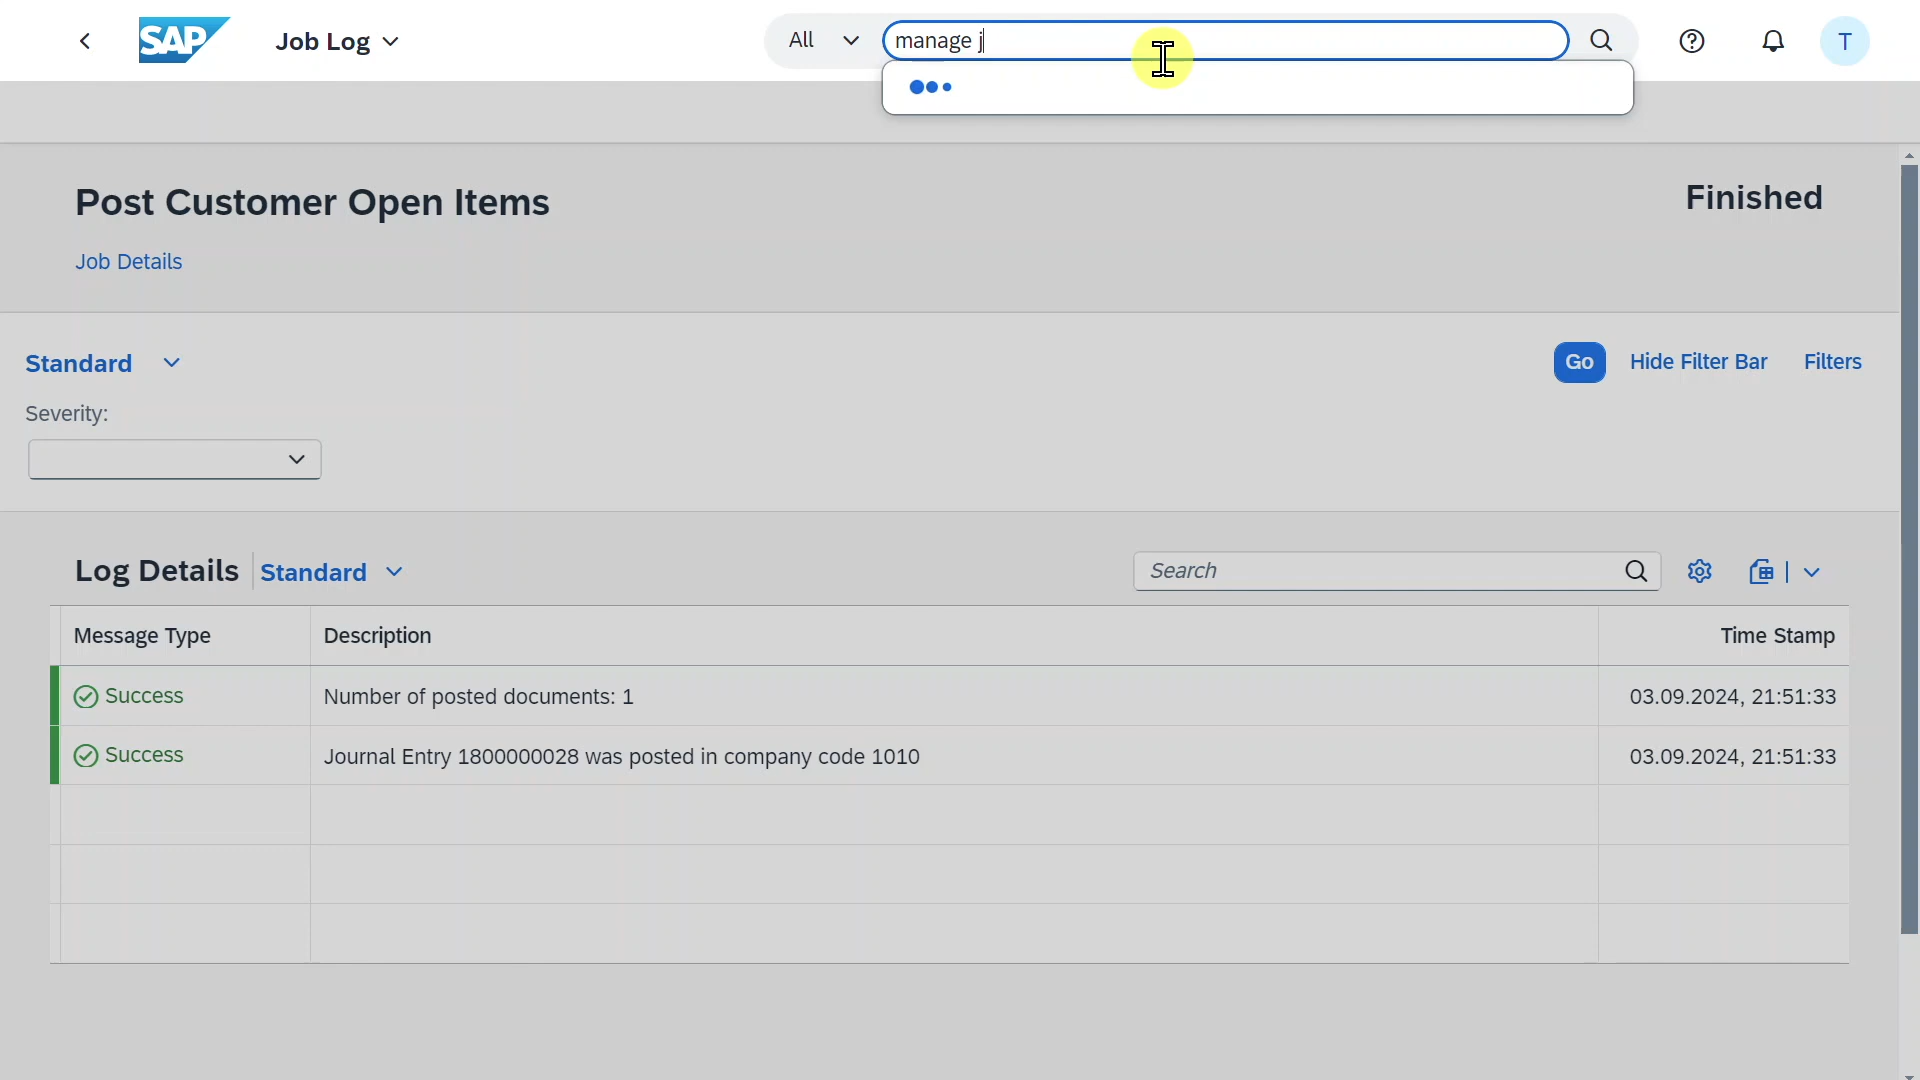 SAP
Job Log
All
manage j
T
Post Customer Open Items
Finished
Job Details
Standard
Go
Hide Filter Bar
Filters
Severity:
Log Details
Standard
Search
Message Type
Description
Time Stamp
Success
Number of posted documents: 1
03.09.2024, 21:51:33
Success
Journal Entry 1800000028 was posted in company code 1010
03.09.2024, 21:51:33